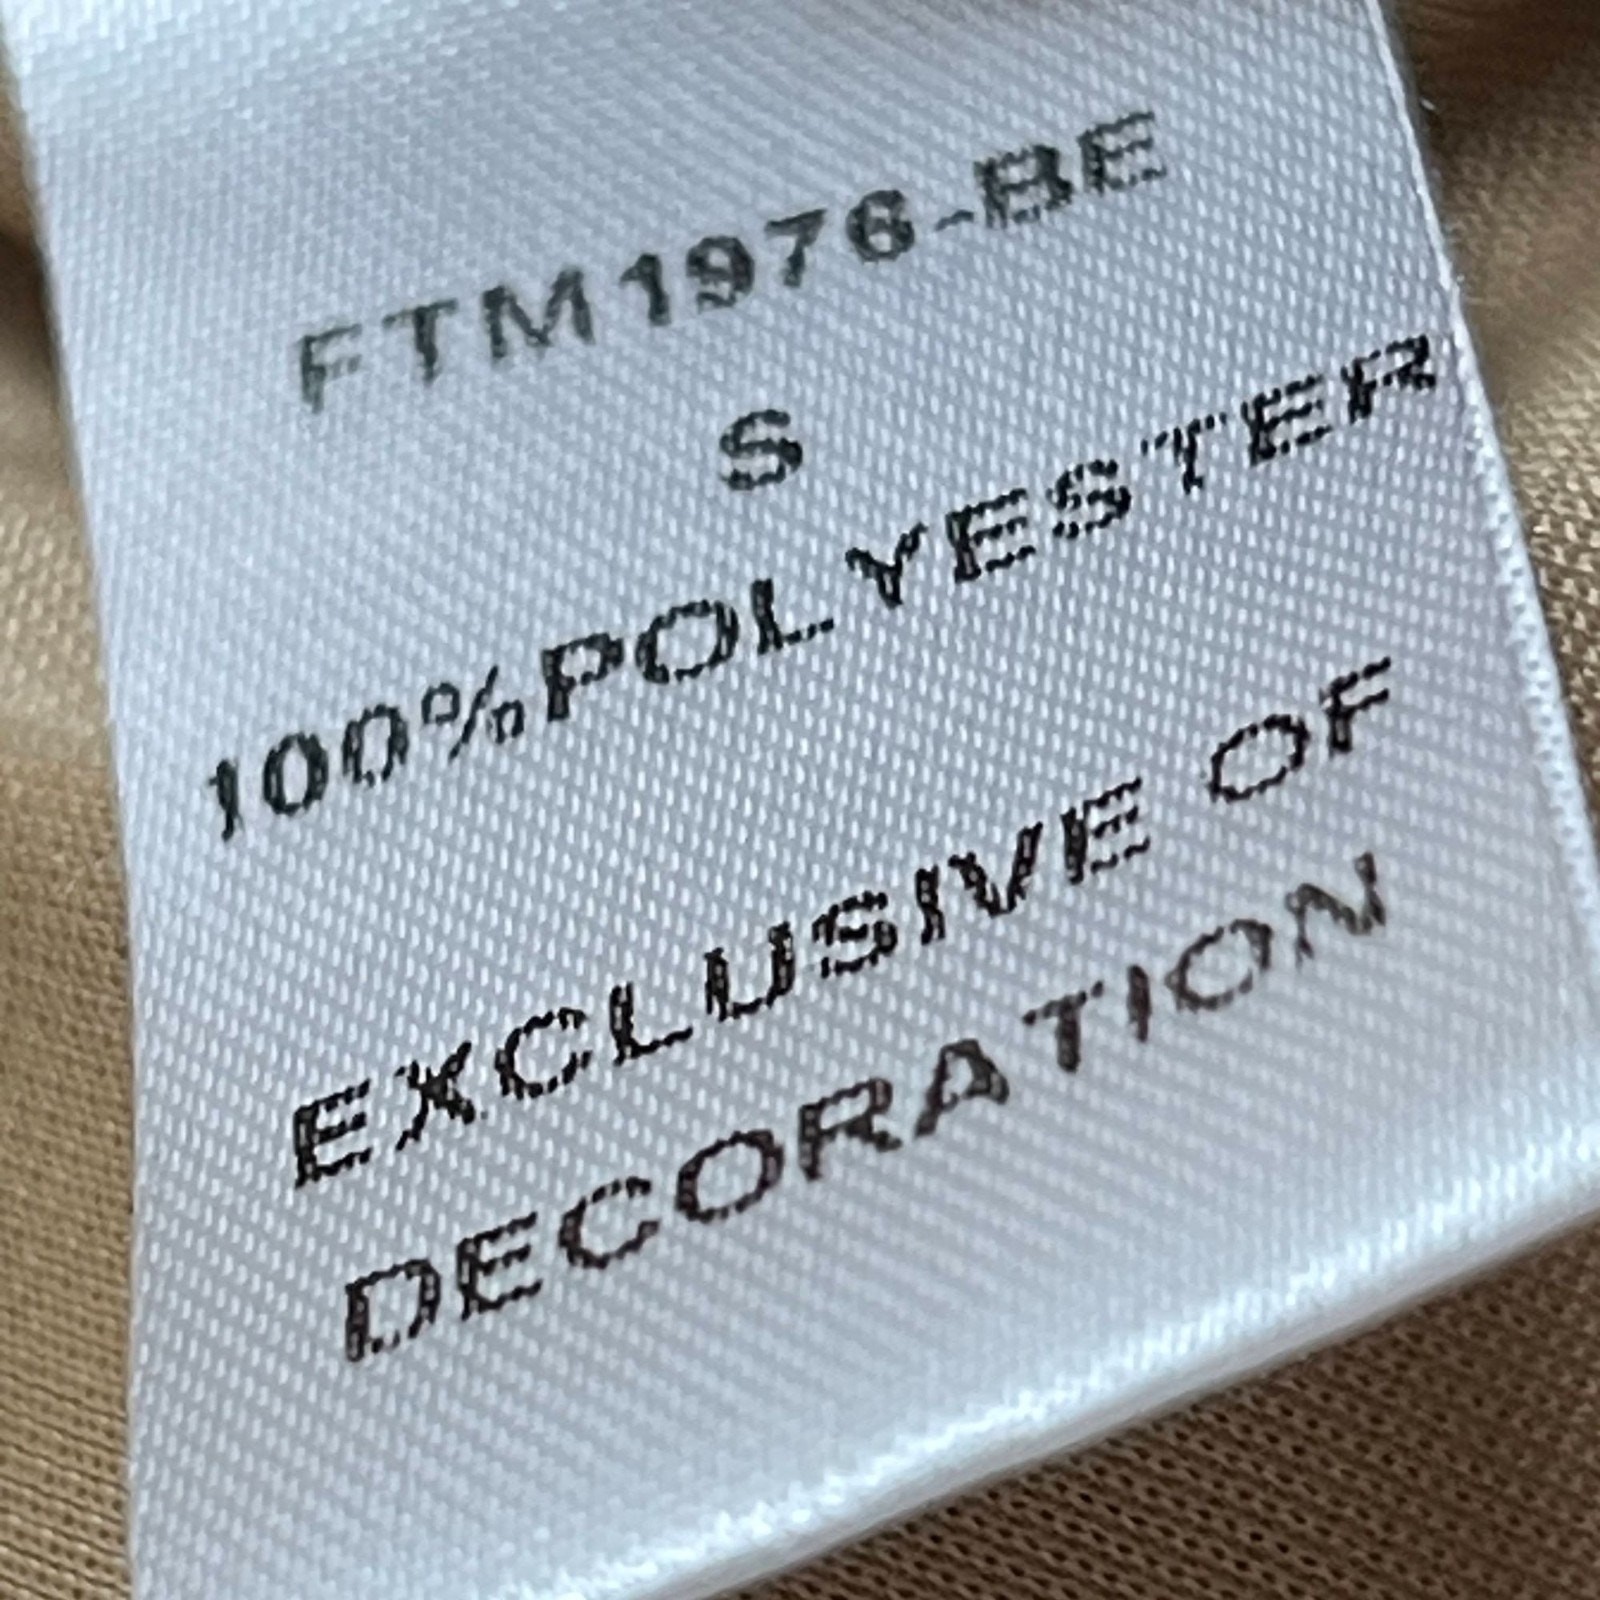 FTM1976-BE
S
100%POLYESTER
EXCLUSIVE OF
DECORATION